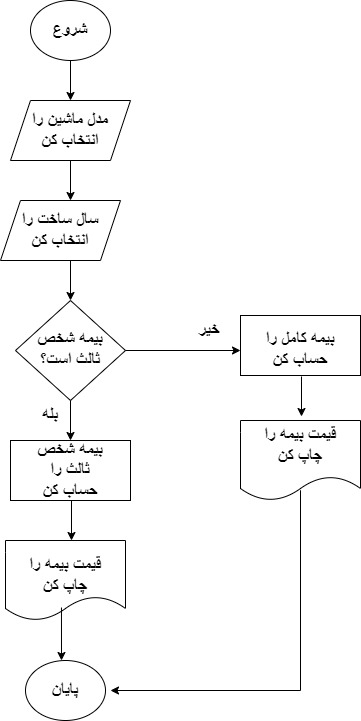 شروع
مدل ماشین را
انتخاب کن
سال ساخت را
انتخاب کن
بیمه شخص
ثالث است؟
خیر
بیمه کامل را
حساب کن
قیمت بیمه را
چاپ کن
بله
بیمه شخص
ثالث را
حساب کن
قیمت بیمه را
چاپ کن
پایان